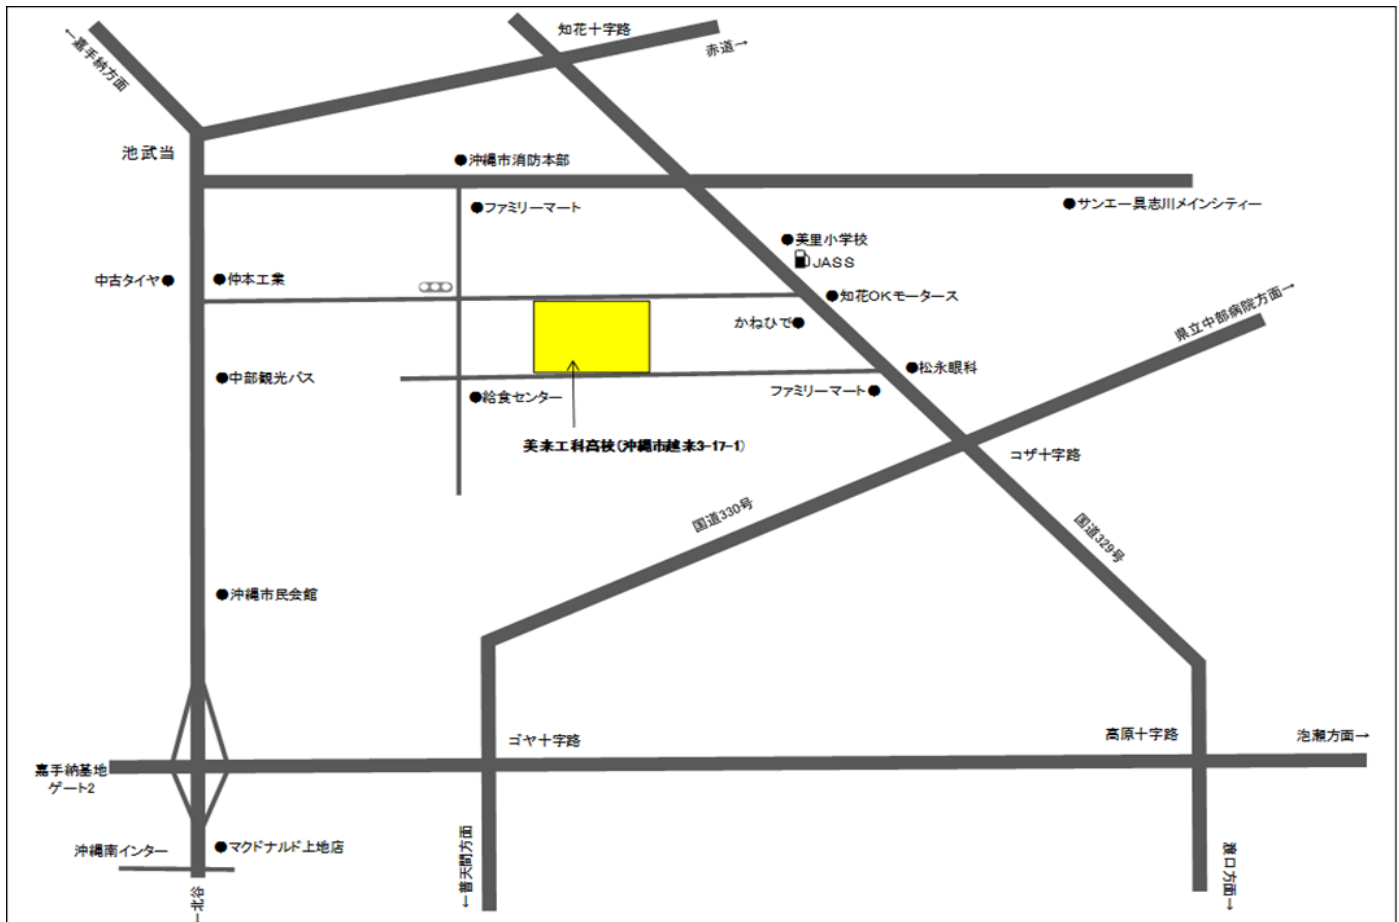 知花十字路
赤道→
←嘉手納方面
池武当
●沖縄市消防本部
●ファミリーマート
●サンエー具志川メインシティー
●美里小学校
JASS
中古タイヤ●
●仲本工業
●知花OKモータース
かねひで●
県立中部病院方面→
●中部観光バス
●松永眼科
●給食センター
ファミリーマート●
美来工科高校(沖縄市越来3-17-1)
コザ十字路
国道330号
国道329号
●沖縄市民会館
ゴヤ十字路
高原十字路
泡瀬方面→
嘉手納基地
ゲート2
沖縄南インター
●マクドナルド上地店
←北谷
←普天間方面
渡口方面→